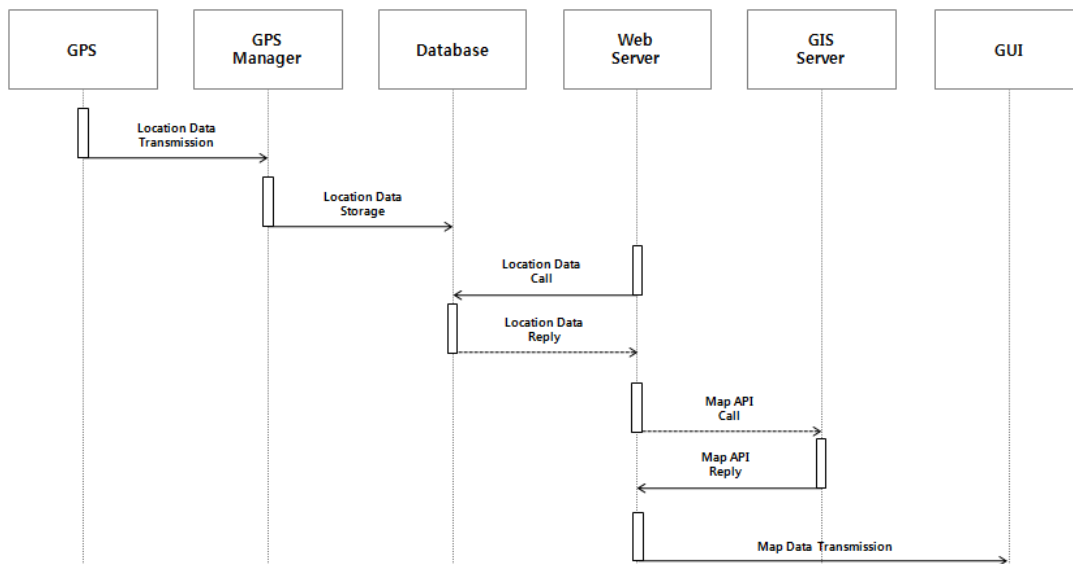 GPS
GPS
Manager
Database
Web
Server
GIS
Server
GUI
Location Data
Transmission
Location Data
Storage
Location Data
Call
Location Data
Reply
Map API
Call
Map API
Reply
Map Data Transmission